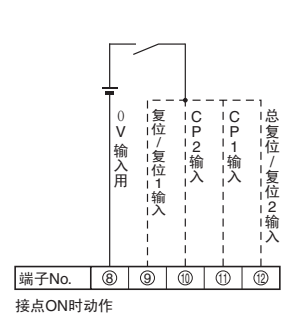 0V输入用
复位/复位1输入
CP2输入
CP1输入
总复位/复位2输入
端子No. ⑧ ⑨ ⑩ ⑪ ⑫
接点ON时动作